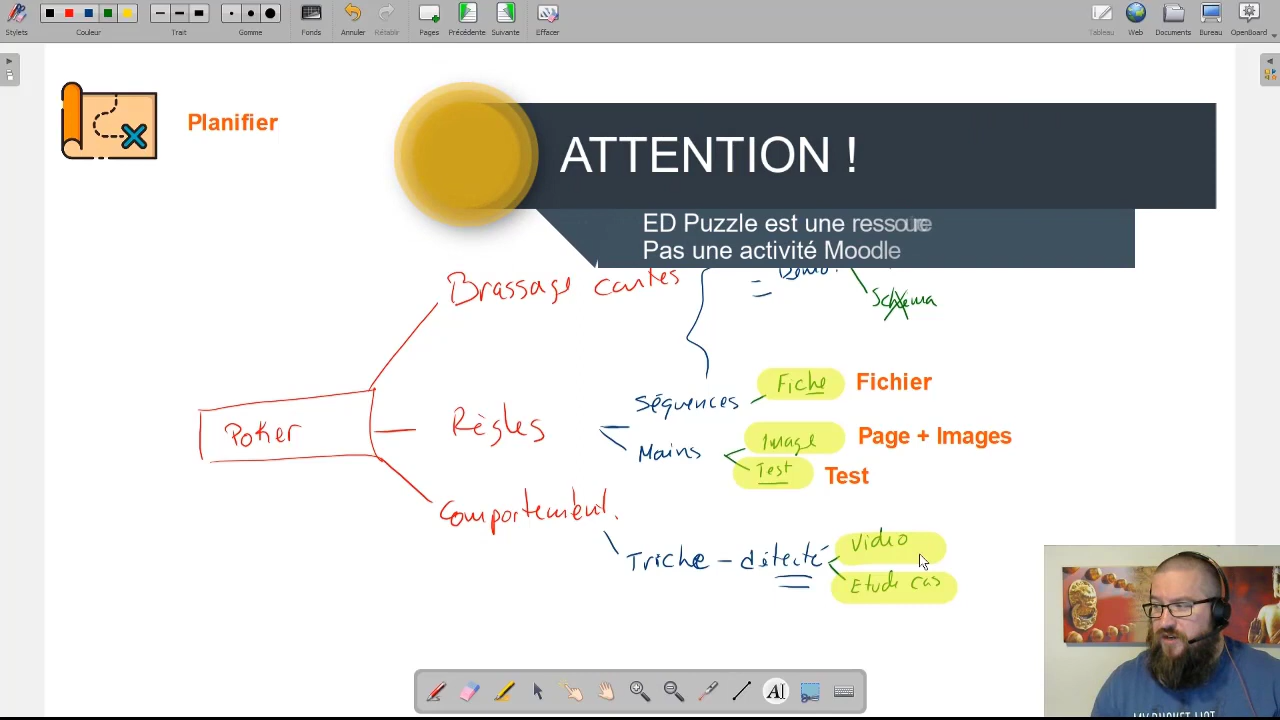 Stylets Couleur Trait Gomme Fonds Annuler Rétablir Pages Précédente Suivante Effacer Tableau Web Documents Bureau OpenBoard
Planifier
ATTENTION !
ED Puzzle est une ressource
Pas une activité Moodle
Brassage cartes
Démo.
Schéma
Séquences
Fiche
Fichier
Poker
Règles
Mains
Image
Page + Images
Test
Test
Comportement.
Triche - détecté
Vidéo
Etude cas